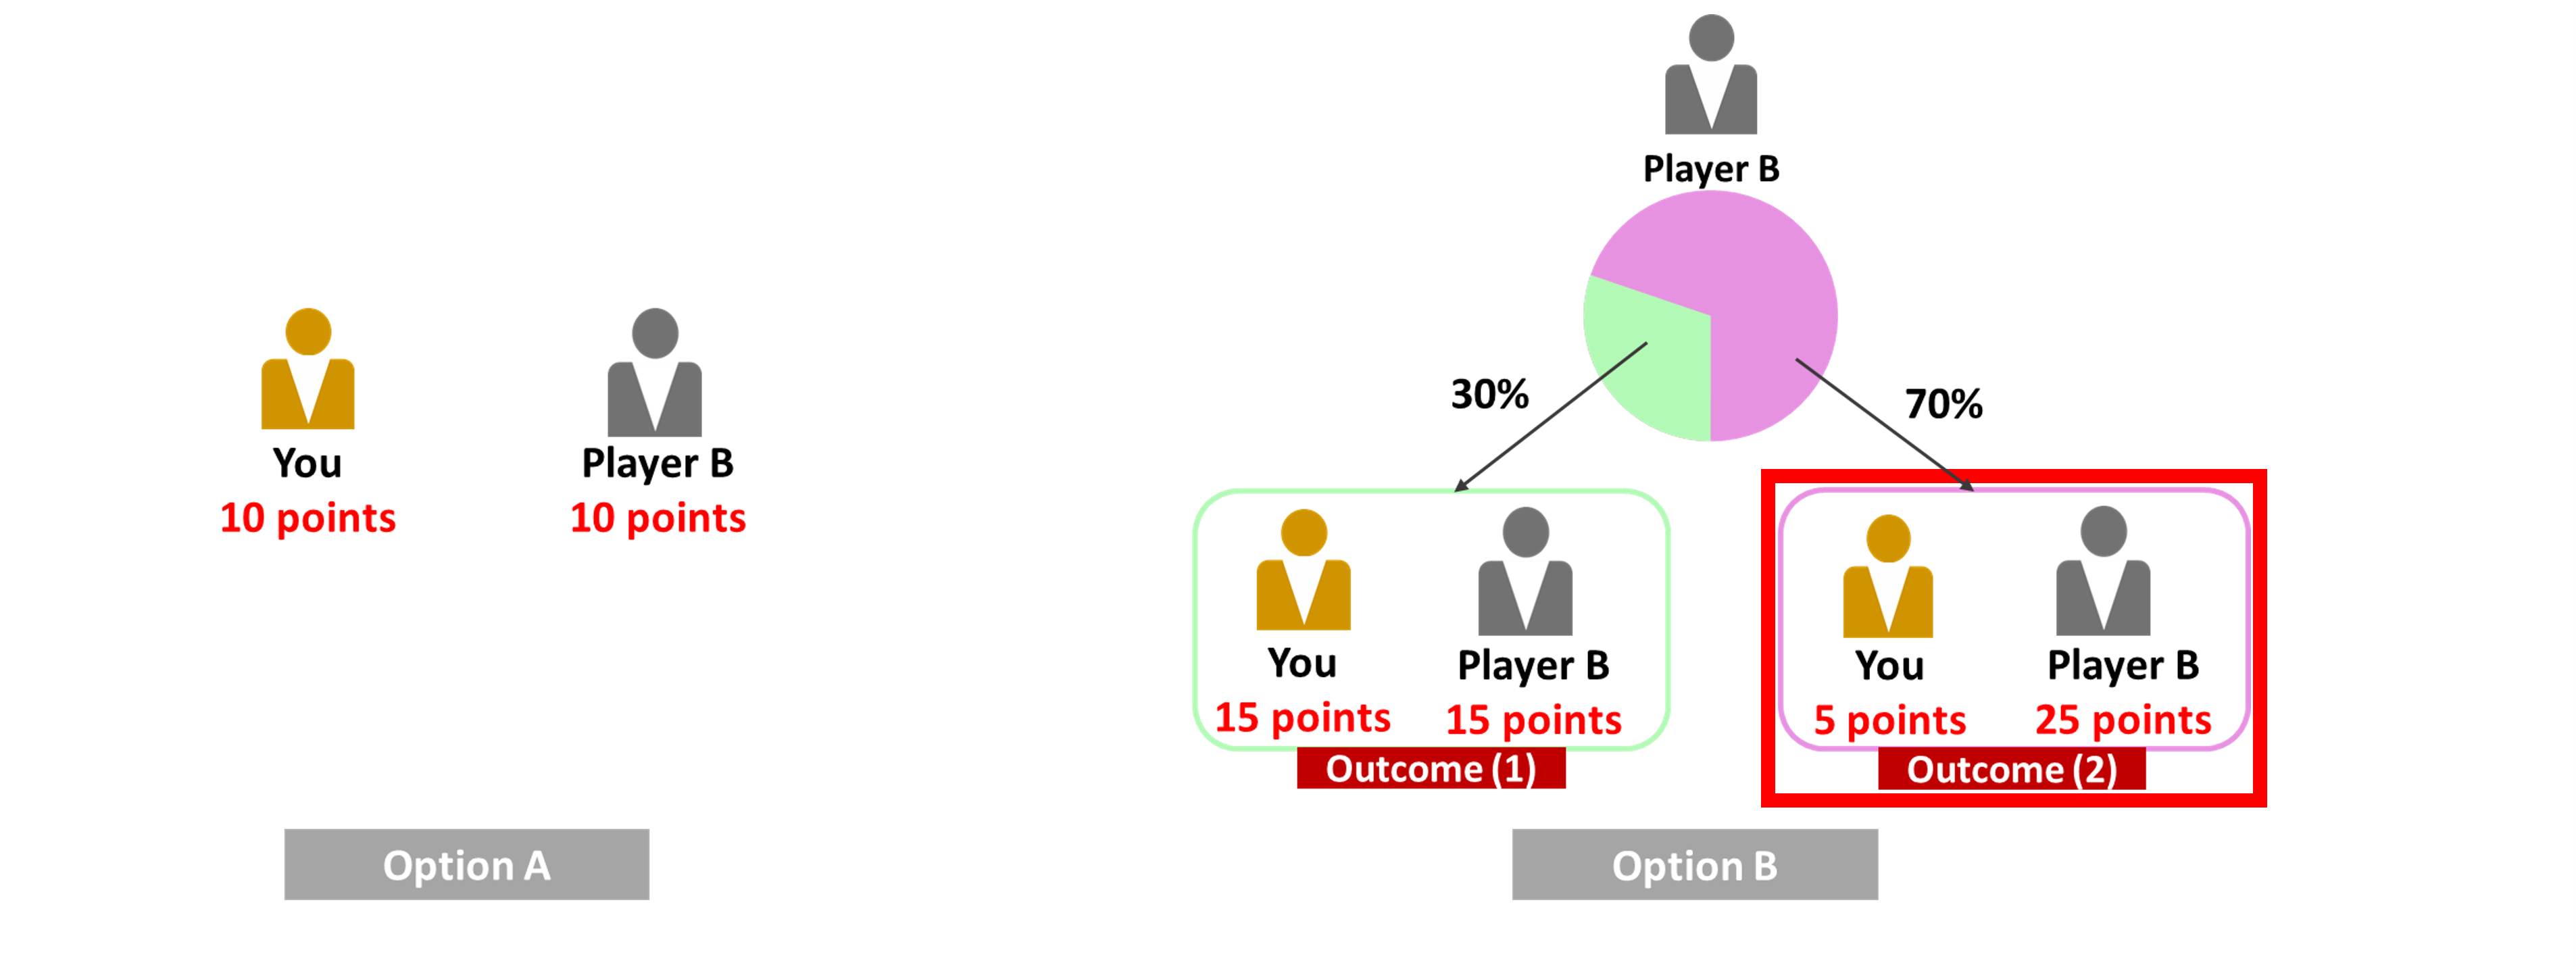 Player B
30%
70%
You
Player B
10 points
10 points
You
Player B
15 points
15 points
Outcome (1)
You
Player B
5 points
25 points
Outcome (2)
Option A
Option B